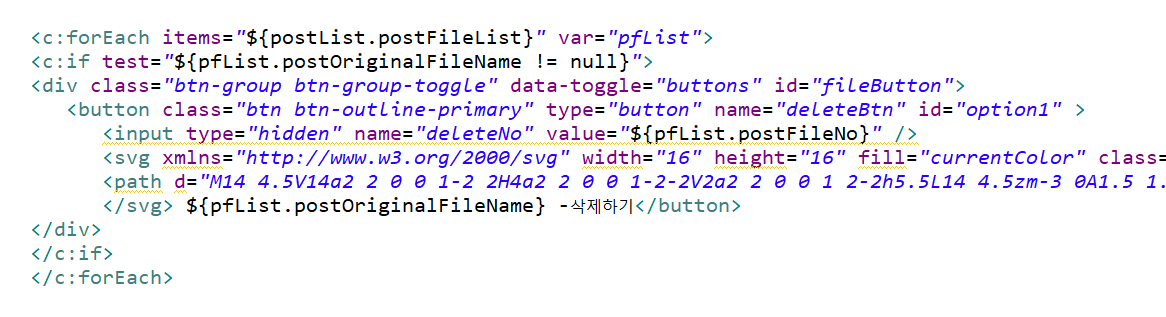 <c:forEach items="${postList.postFileList}" var="pfList">
<c:if test="${pfList.postOriginalFileName != null}">
<div class="btn-group btn-group-toggle" data-toggle="buttons" id="fileButton">
<button class="btn btn-outline-primary" type="button" name="deleteBtn" id="option1" >
<input type="hidden" name="deleteNo" value="${pfList.postFileNo}" />
<svg xmlns="http://www.w3.org/2000/svg" width="16" height="16" fill="currentColor" class=
<path d="M14 4.5V14a2 2 0 0 1-2 2H4a2 2 0 0 1-2-2V2a2 2 0 0 1 2-2h5.5L14 4.5zm-3 0A1.5 1.
</svg> ${pfList.postOriginalFileName} -삭제하기</button>
</div>
</c:if>
</c:forEach>